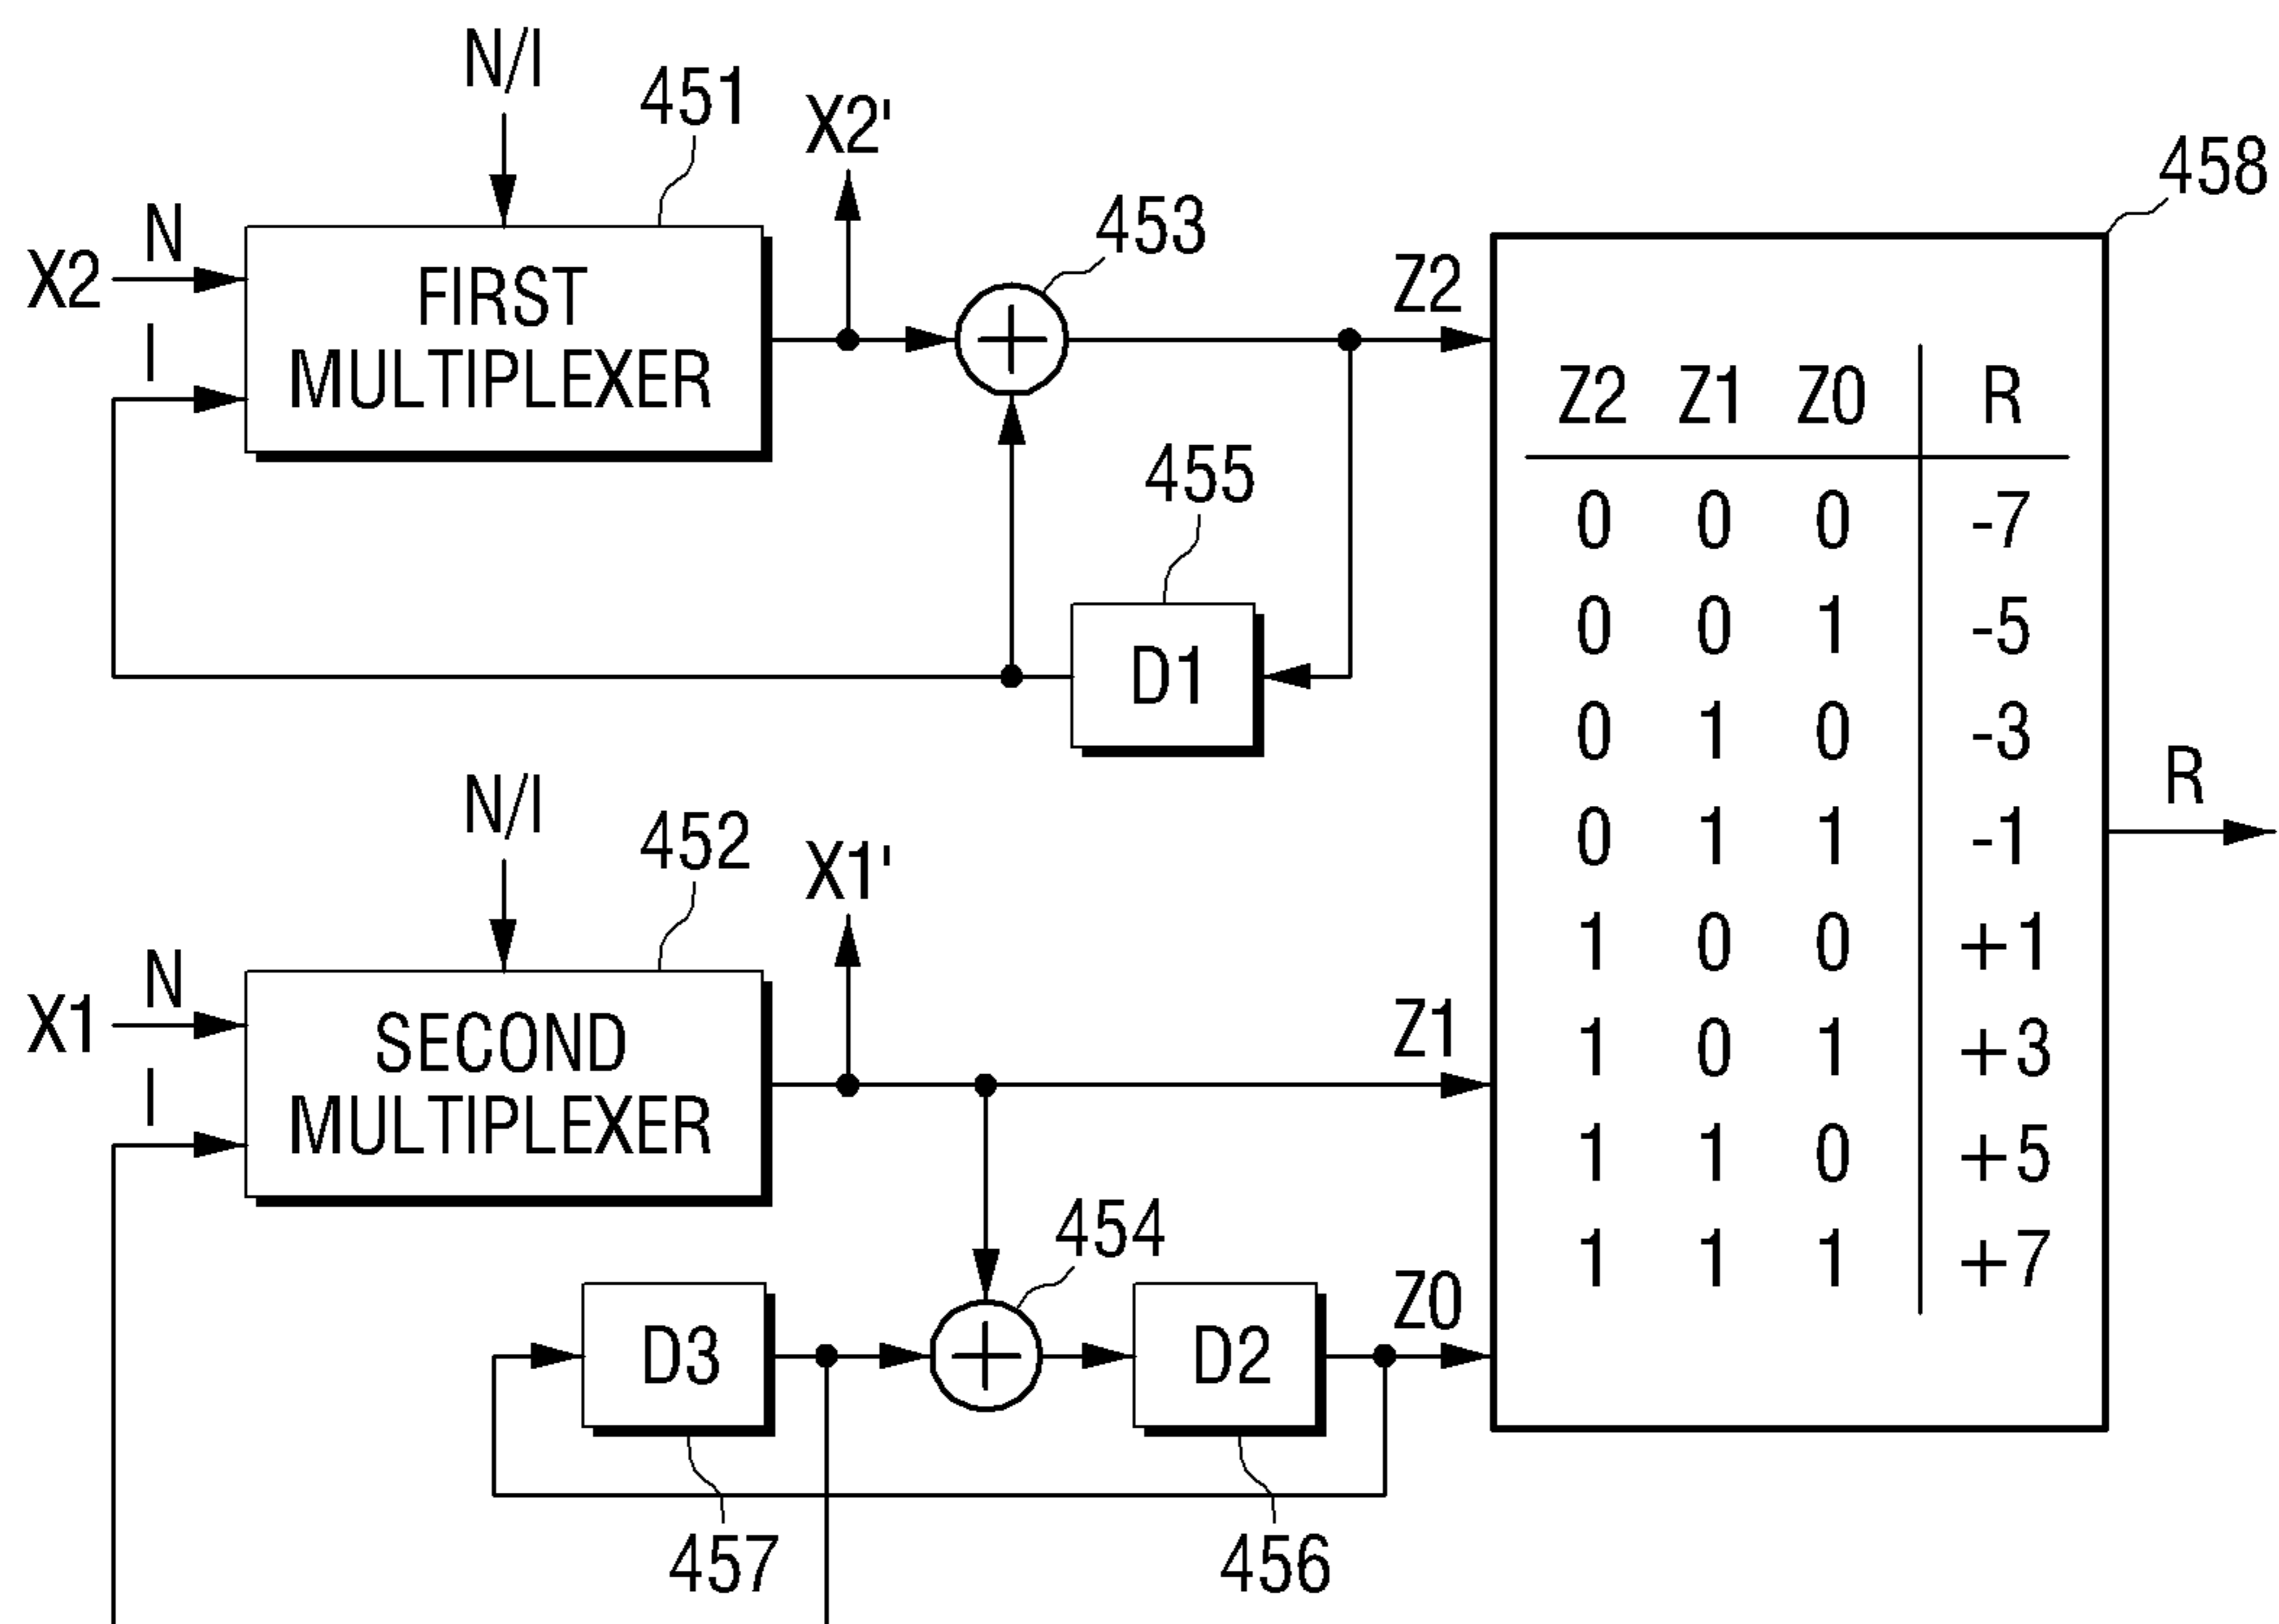 N/I
451
X2'
458
N
X2
FIRST
MULTIPLEXER
I
453
Z2
Z2 Z1 Z0 R
0 0 0 -7
0 0 1 -5
0 1 0 -3
0 1 1 -1
1 0 0 +1
1 0 1 +3
1 1 0 +5
1 1 1 +7
455
D1
R
N/I
452
X1'
N
X1
SECOND
MULTIPLEXER
I
Z1
454
Z0
D3
D2
457
456